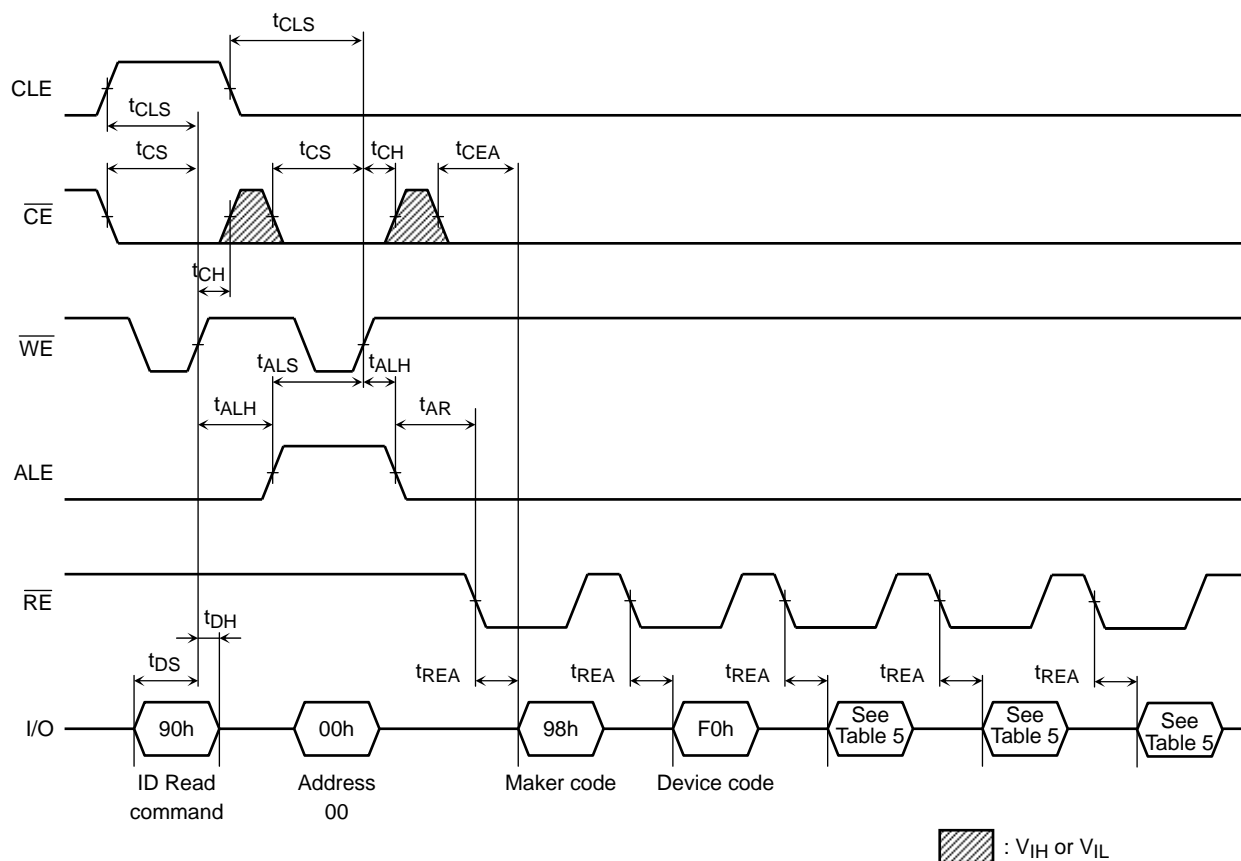 tCLS
CLE
tCLS
tCS
tCS
tCH
tCEA
CE
tCH
WE
tALS
tALH
tALH
tAR
ALE
RE
tDH
tDS
tREA
tREA
tREA
tREA
tREA
I/O
90h
00h
98h
F0h
See
Table 5
See
Table 5
See
Table 5
ID Read
command
Address
00
Maker code
Device code
: VIH or VIL